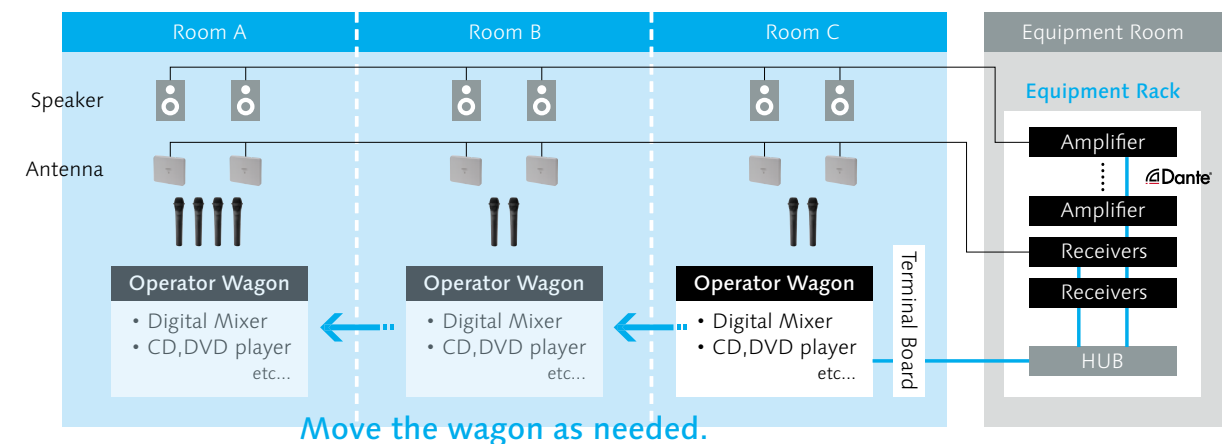 Room A
Room B
Room C
Equipment Room
Speaker
Antenna
Equipment Rack
Amplifier
Dante
Amplifier
Receivers
Receivers
HUB
Operator Wagon
• Digital Mixer
• CD,DVD player
etc...
Operator Wagon
• Digital Mixer
• CD,DVD player
etc...
Operator Wagon
• Digital Mixer
• CD,DVD player
etc...
Terminal Board
Move the wagon as needed.